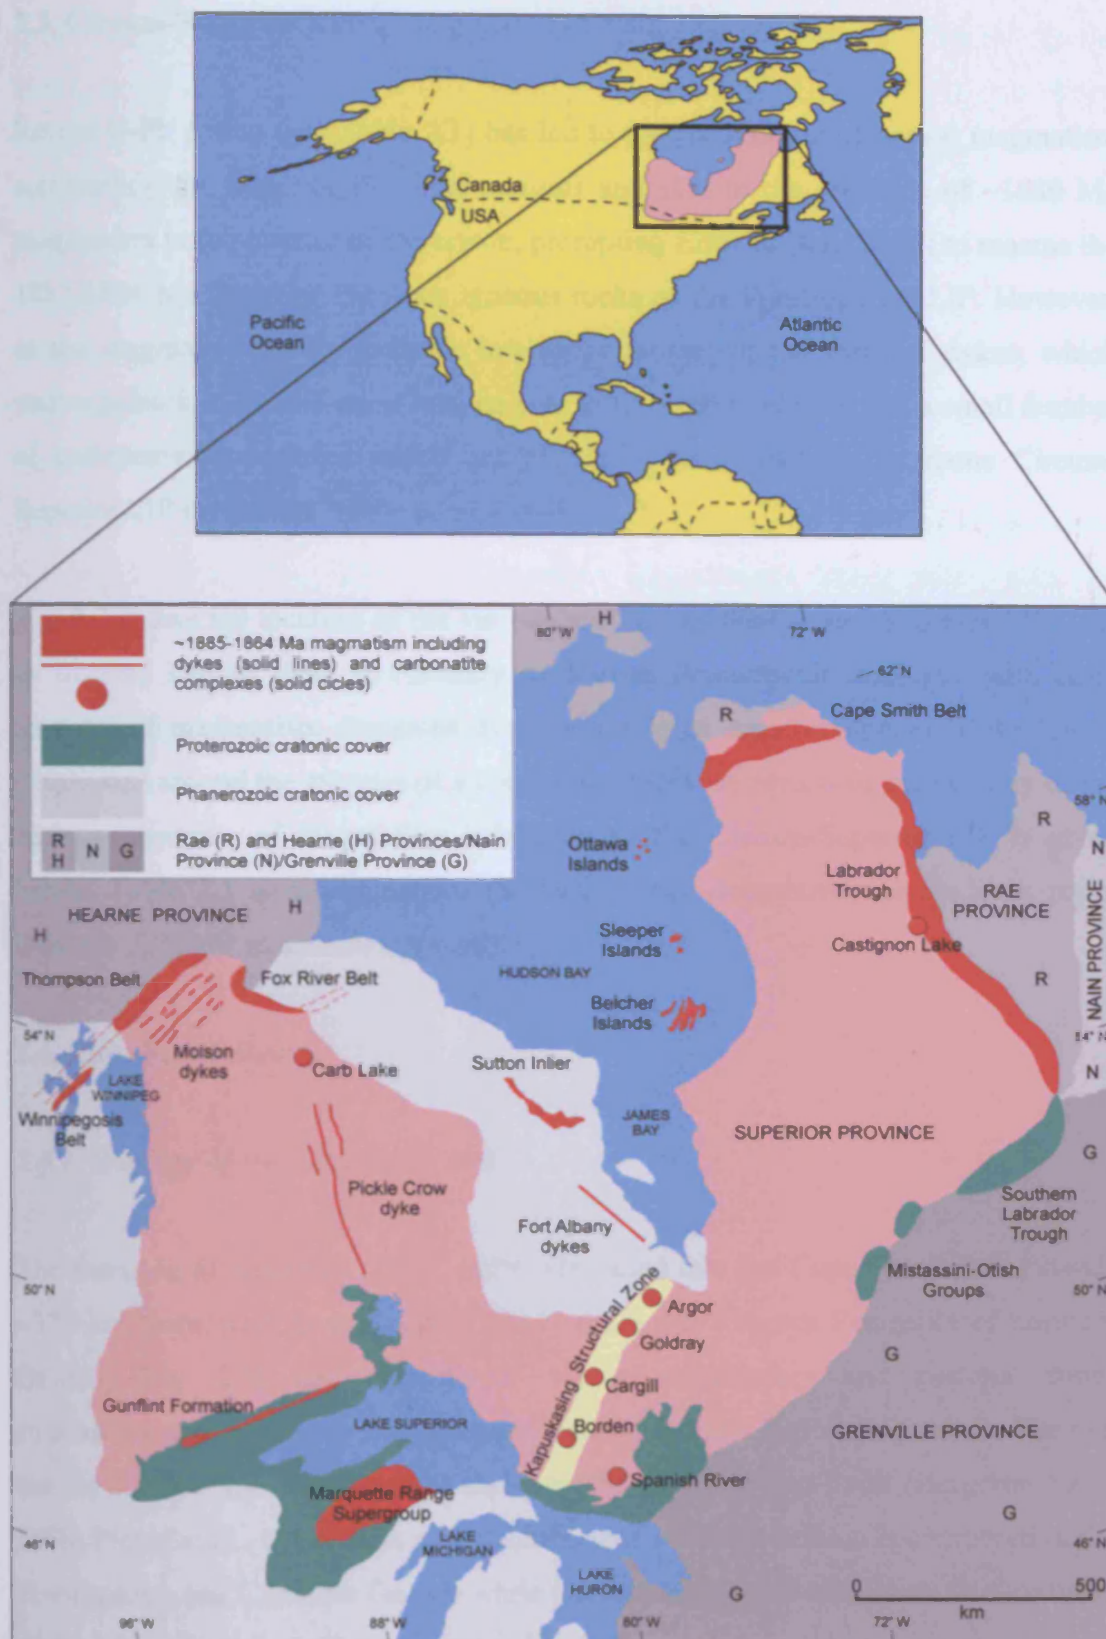 Canada
USA
Pacific
Ocean
Atlantic
Ocean
~1885-1864 Ma magmatism including
dykes (solid lines) and carbonatite
complexes (solid cicles)
Proterozoic cratonic cover
Phanerozoic cratonic cover
R
H
N
G
Rae (R) and Hearne (H) Provinces/Nain
Province (N)/Grenville Province (G)
80° W
H
72° W
62° N
R
Cape Smith Belt
58° N
R
N
Ottawa
Islands
Labrador
Trough
RAE
PROVINCE
HEARNE PROVINCE
H
H
Sleeper
Islands
Castignon Lake
NAIN PROVINCE
Thompson Belt
Fox River Belt
HUDSON BAY
R
Belcher
Islands
54° N
54° N
Molson
dykes
Carb Lake
Sutton Inlier
N
LAKE
WINNIPEG
Winnipegosis
Belt
JAMES
BAY
SUPERIOR PROVINCE
G
Pickle Crow
dyke
Southern
Labrador
Trough
Fort Albany
dykes
Mistassini-Otish
Groups
50° N
50° N
Kapuskasing Structural Zone
Argor
Goldray
G
Cargill
Gunflint Formation
LAKE SUPERIOR
Borden
GRENVILLE PROVINCE
Spanish River
Marquette Range
Supergroup
G
46° N
LAKE
MICHIGAN
46° N
LAKE
HURON
G
0
500
km
96° W
88° W
80° W
72° W